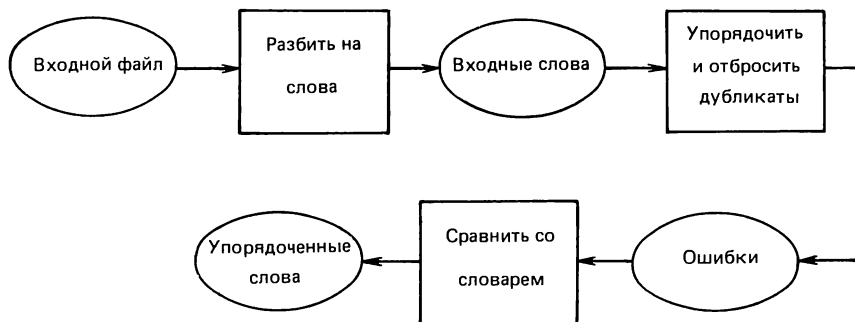 Входной файл
Разбить на
слова
Входные слова
Упорядочить
и отбросить
дубликаты
Упорядоченные
слова
Сравнить со
словарем
Ошибки